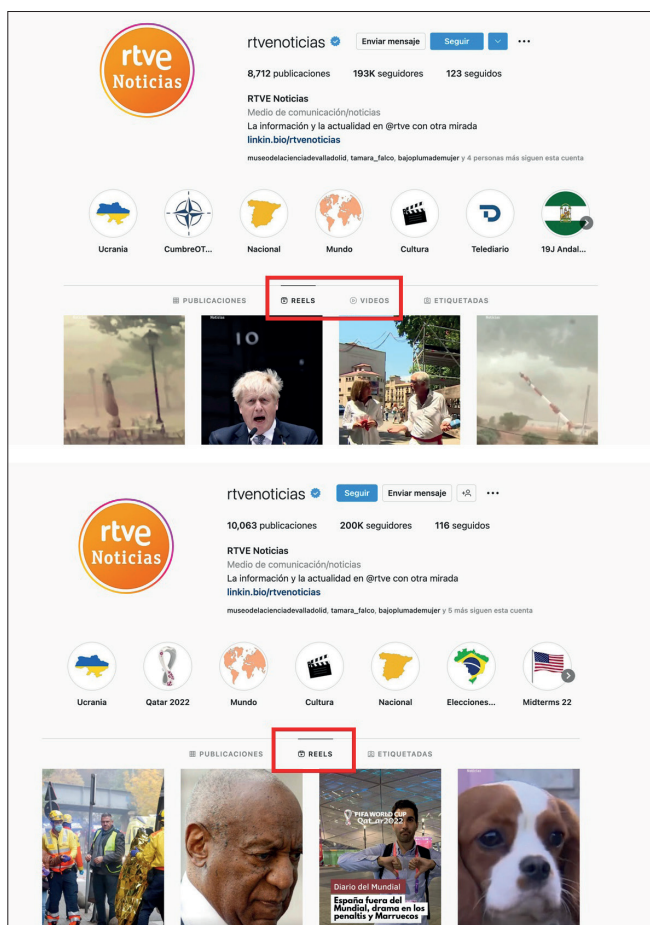 rtve
Noticias
rtvenoticias
Enviar mensaje
Seguir
8,712 publicaciones 193K seguidores 123 seguidos
RTVE Noticias
Medio de comunicación/noticias
La información y la actualidad en @rtve con otra mirada
linkin.bio/rtvenoticias
museodelacienciadevalladolid, tamara_falco, bajoplumademujer y 4 personas más siguen esta cuenta
Ucrania CumbreOT... Nacional Mundo Cultura Telediario 19J Andal...
PUBLICACIONES REELS VIDEOS ETIQUETADAS
10
rtve
Noticias
rtvenoticias
Seguir
Enviar mensaje
10,063 publicaciones 200K seguidores 116 seguidos
RTVE Noticias
Medio de comunicación/noticias
La información y la actualidad en @rtve con otra mirada
linkin.bio/rtvenoticias
museodelacienciadevalladolid, tamara_falco, bajoplumademujer y 5 más siguen esta cuenta
Ucrania Qatar 2022 Mundo Cultura Nacional Elecciones... Midterms 22
PUBLICACIONES REELS ETIQUETADAS
FIFA WORLD CUP
Qatar2022
Diario del Mundial
España fuera del
Mundial, drama en los
penaltis y Marruecos